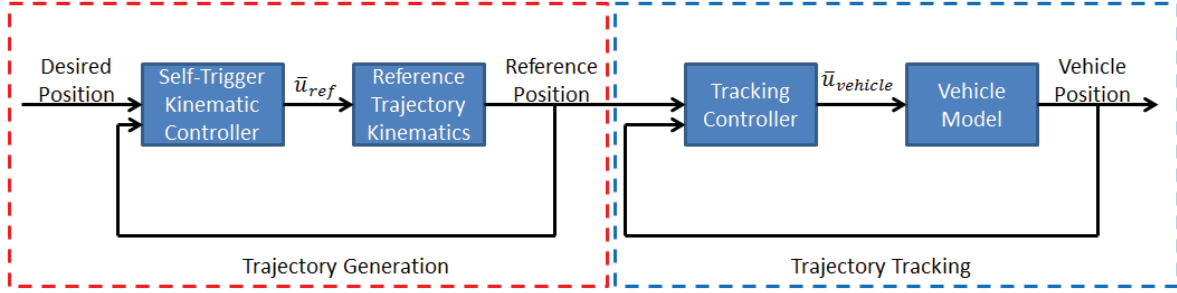 Desired
Position
Self-Trigger
Kinematic
Controller
ū_ref
Reference
Trajectory
Kinematics
Reference
Position
Tracking
Controller
ū_vehicle
Vehicle
Model
Vehicle
Position
Trajectory Generation
Trajectory Tracking